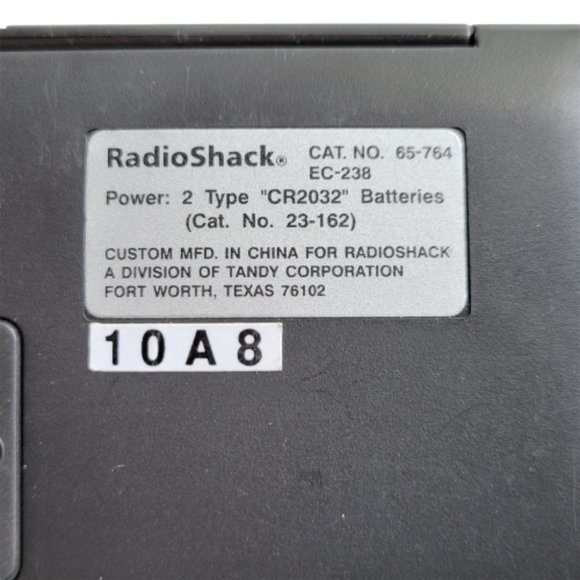 RadioShack® CAT. NO. 65-764
EC-238
Power: 2 Type "CR2032" Batteries
(Cat. No. 23-162)
CUSTOM MFD. IN CHINA FOR RADIOSHACK
A DIVISION OF TANDY CORPORATION
FORT WORTH, TEXAS 76102
10A8